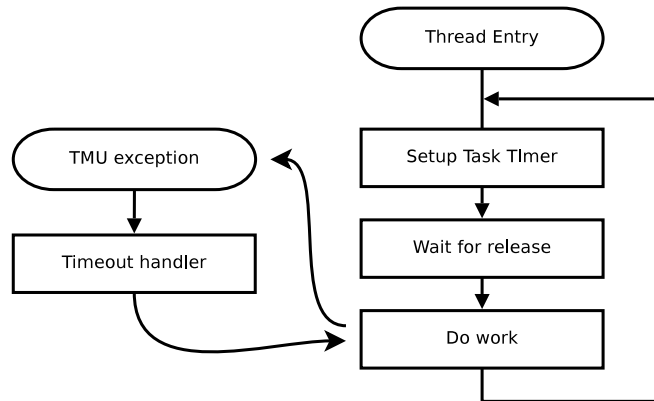 Thread Entry
TMU exception
Setup Task TImer
Timeout handler
Wait for release
Do work